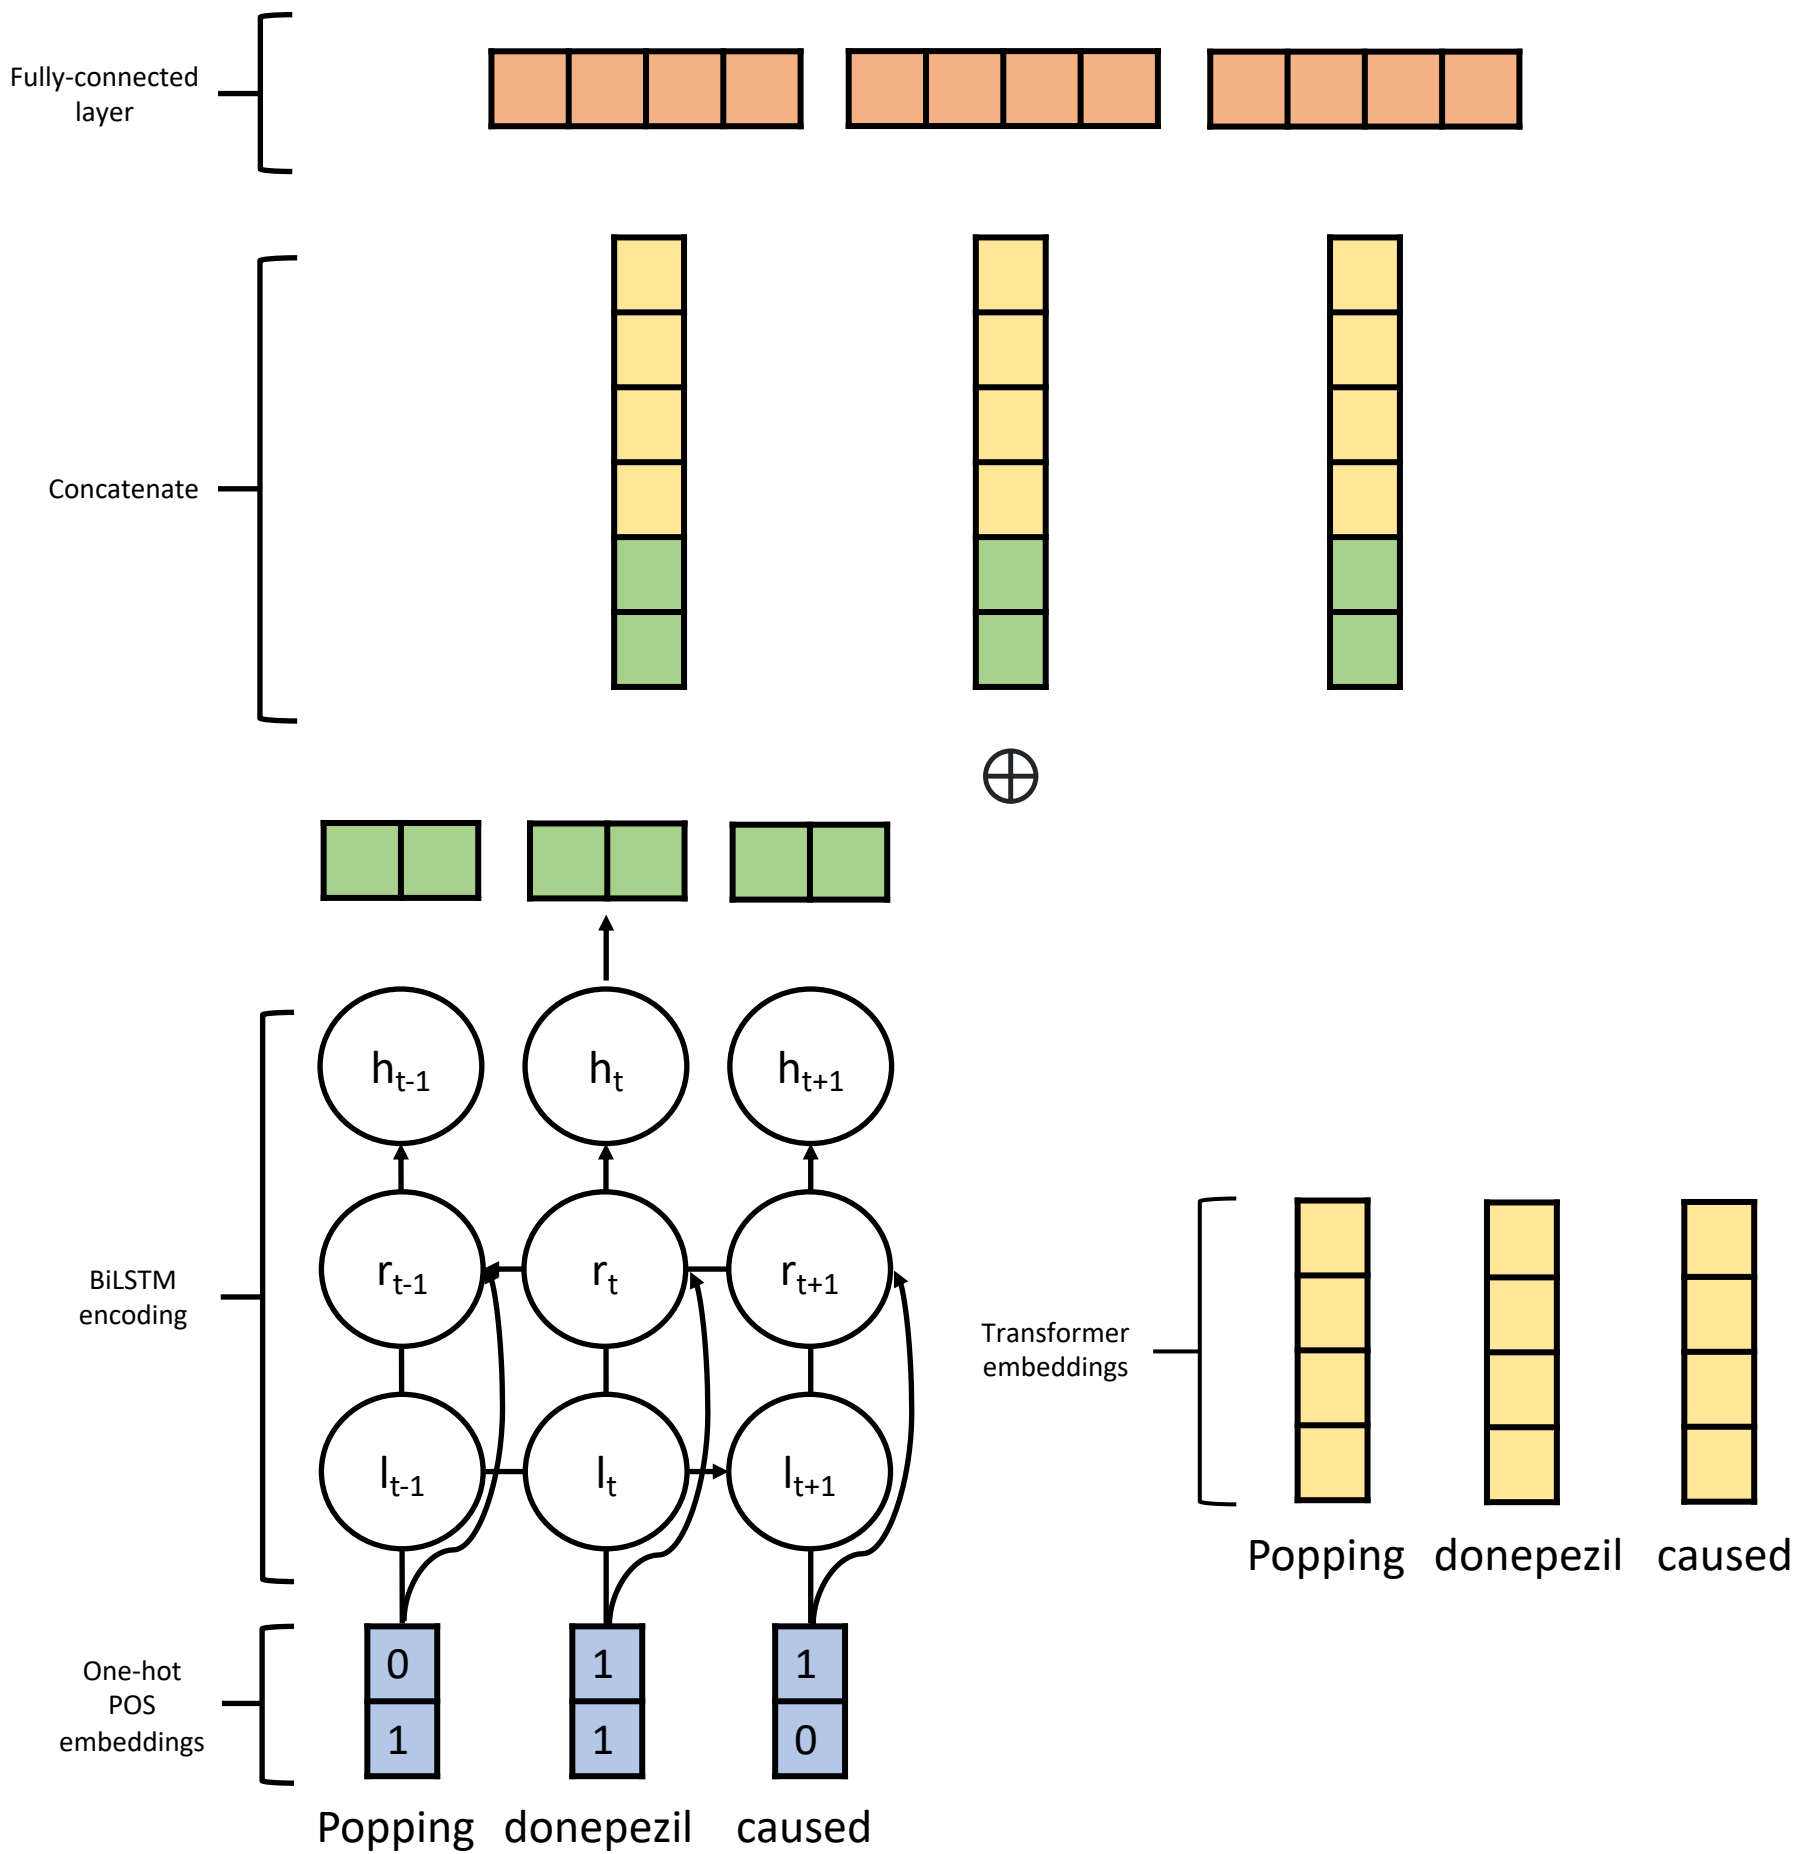 Fully-connected
layer
Concatenate
h t-1
h t
h t+1
BiLSTM
encoding
r t-1
r t
r t+1
l t-1
l t
l t+1
Transformer
embeddings
Popping donepezil caused
One-hot
POS
embeddings
0 1 1
1 1 0
Popping donepezil caused